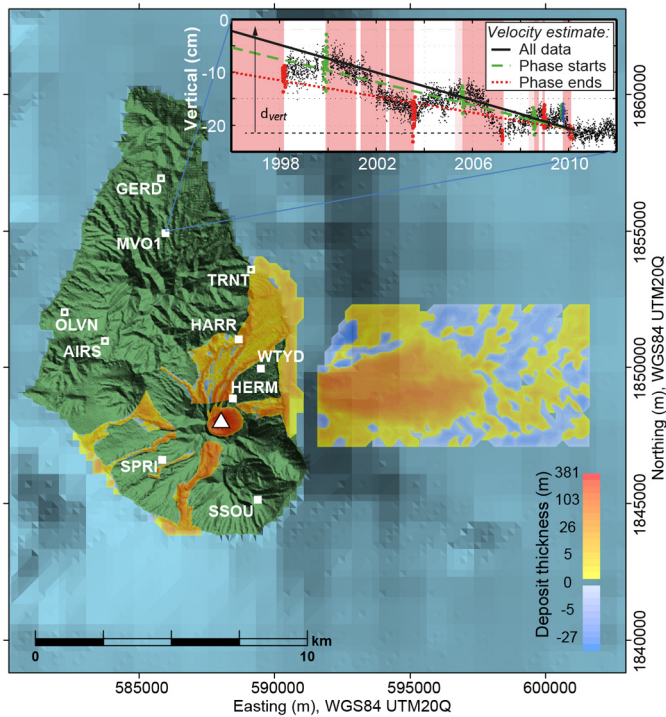 Velocity estimate:
All data
Phase starts
Phase ends
Vertical (cm)
-10
-20
dvert
1998
2002
2006
2010
GERD
MVO1
TRNT
OLVN
HARR
AIRS
WTYD
HERM
SPRI
SSOU
Deposit thickness (m)
381
103
26
5
0
-5
-27
km
0
10
585000
590000
595000
600000
Easting (m), WGS84 UTM20Q
1860000
1855000
1850000
1845000
1840000
Northing (m), WGS84 UTM20Q